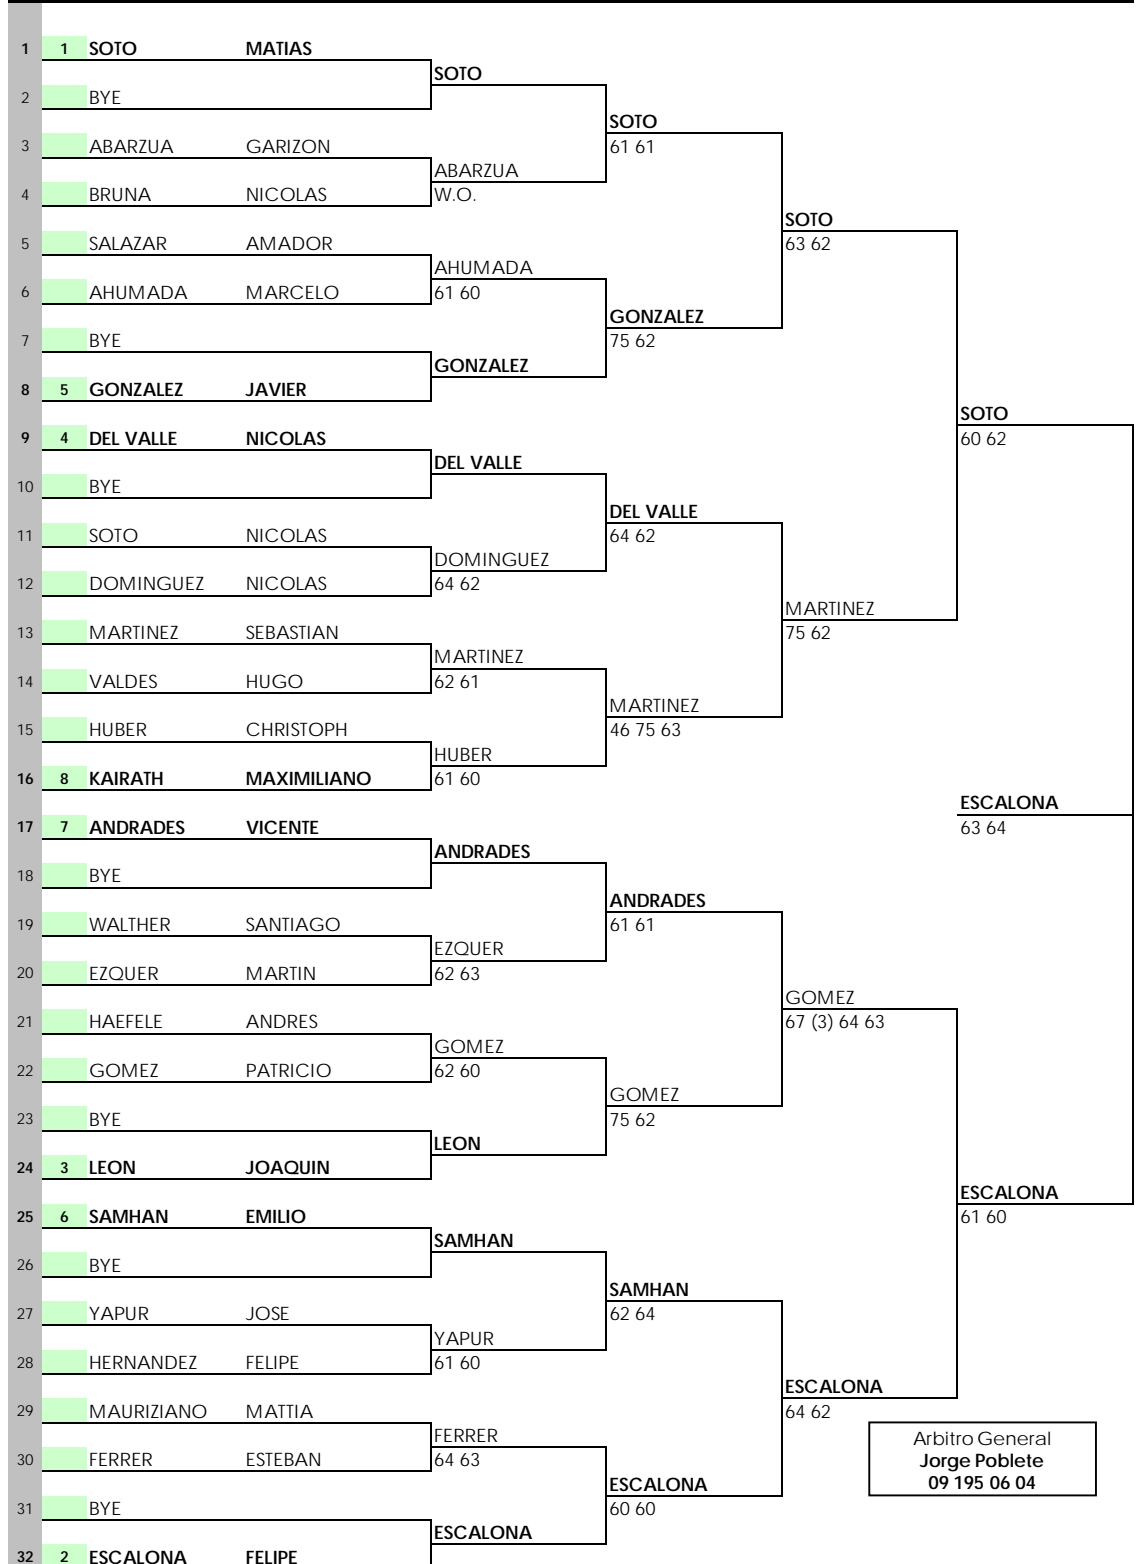 1 1 SOTO MATIAS
SOTO
2 BYE
SOTO
3 ABARZUA GARIZON 61 61
ABARZUA
4 BRUNA NICOLAS W.O.
SOTO
5 SALAZAR AMADOR 63 62
AHUMADA
6 AHUMADA MARCELO 61 60
GONZALEZ
7 BYE 75 62
GONZALEZ
8 5 GONZALEZ JAVIER
SOTO
9 4 DEL VALLE NICOLAS 60 62
DEL VALLE
10 BYE
DEL VALLE
11 SOTO NICOLAS 64 62
DOMINGUEZ
12 DOMINGUEZ NICOLAS 64 62
MARTINEZ
13 MARTINEZ SEBASTIAN 75 62
MARTINEZ
14 VALDES HUGO 62 61
MARTINEZ
15 HUBER CHRISTOPH 46 75 63
HUBER
16 8 KAIRATH MAXIMILIANO 61 60
ESCALONA
17 7 ANDRADES VICENTE 63 64
ANDRADES
18 BYE
ANDRADES
19 WALTHER SANTIAGO 61 61
EZQUER
20 EZQUER MARTIN 62 63
GOMEZ
21 HAEFELE ANDRES 67 (3) 64 63
GOMEZ
22 GOMEZ PATRICIO 62 60
GOMEZ
23 BYE 75 62
LEON
24 3 LEON JOAQUIN
ESCALONA
25 6 SAMHAN EMILIO 61 60
SAMHAN
26 BYE
SAMHAN
27 YAPUR JOSE 62 64
YAPUR
28 HERNANDEZ FELIPE 61 60
ESCALONA
29 MAURIZIANO MATTIA 64 62
FERRER
30 FERRER ESTEBAN 64 63
ESCALONA
31 BYE 60 60
ESCALONA
32 2 ESCALONA FELIPE
Arbitro General
Jorge Poblete
09 195 06 04